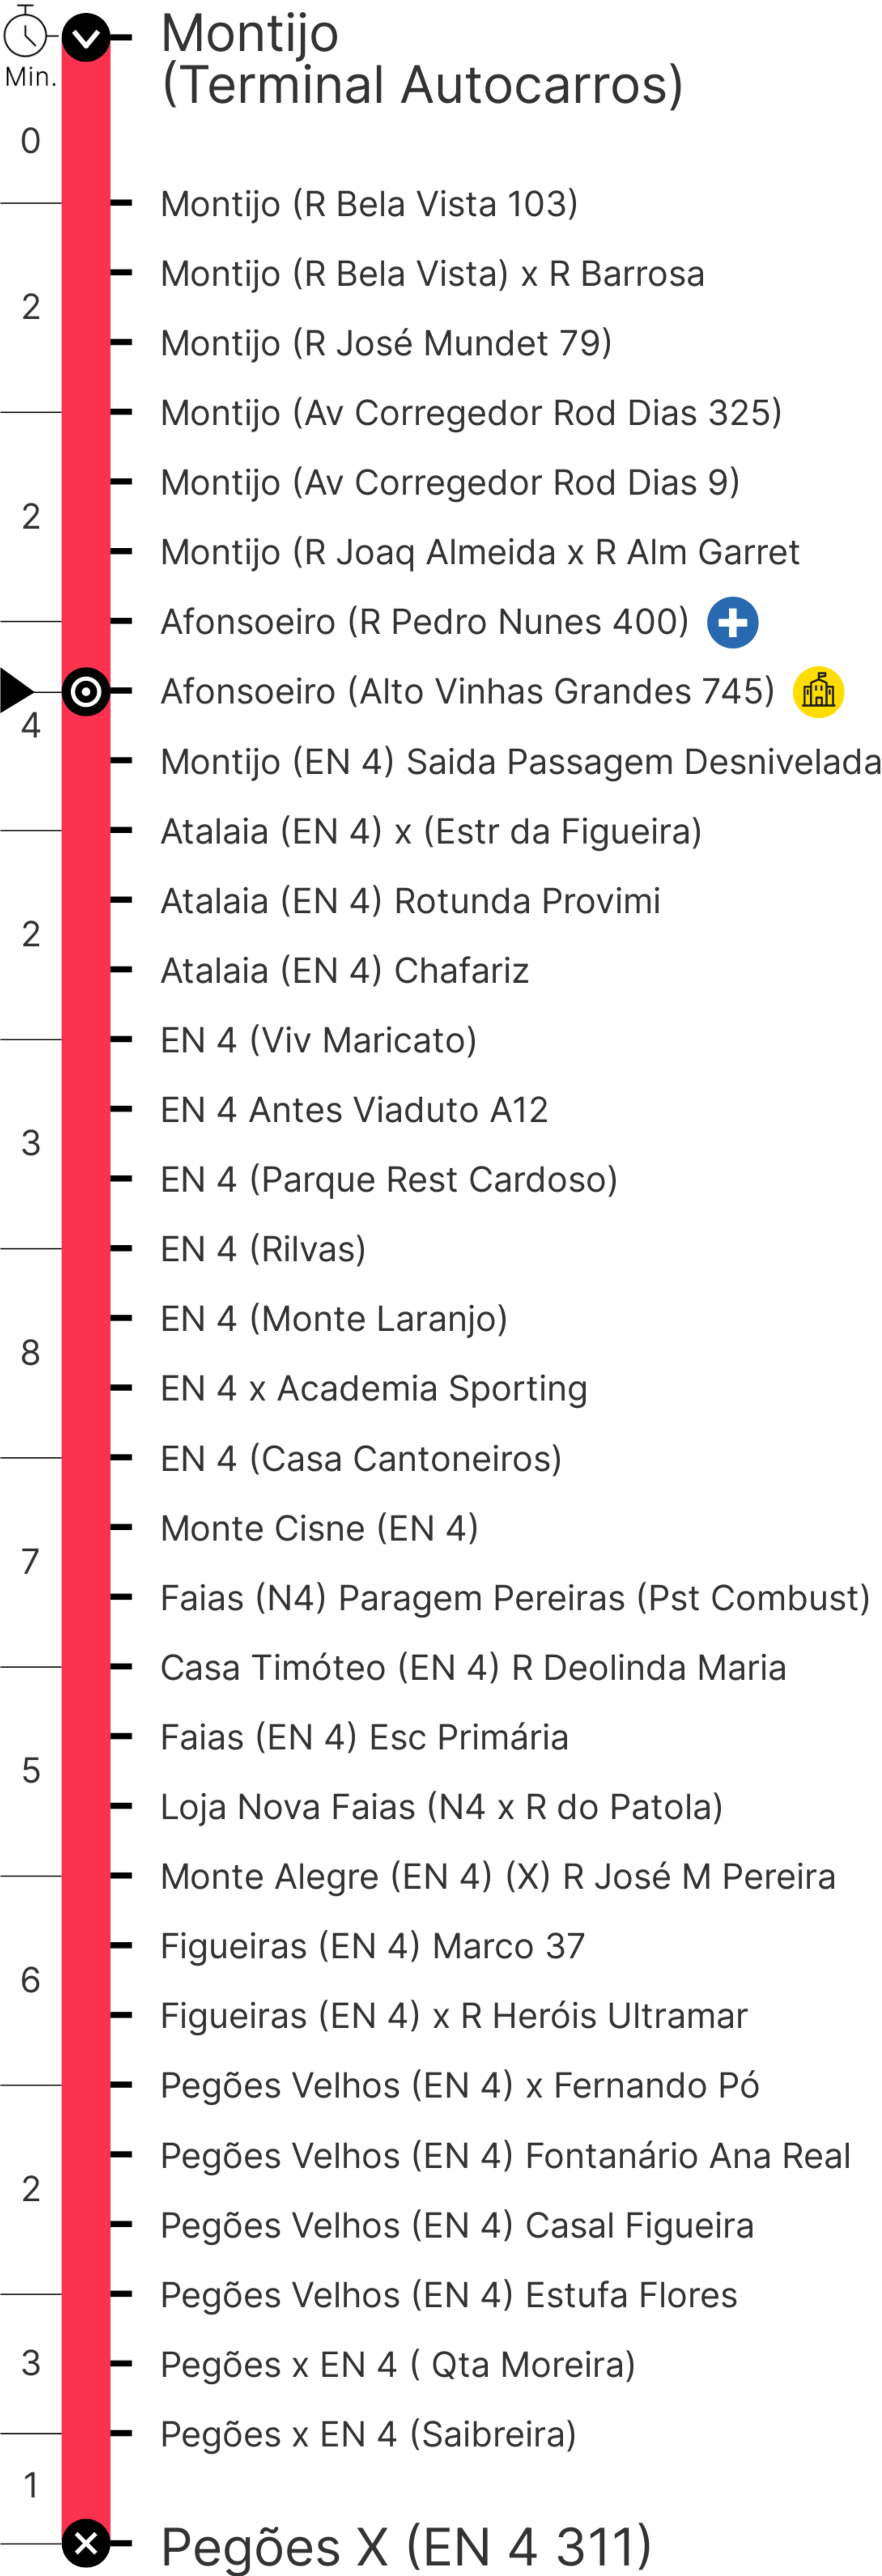 Min.
Montijo
(Terminal Autocarros)
0
Montijo (R Bela Vista 103)
Montijo (R Bela Vista) x R Barrosa
2
Montijo (R José Mundet 79)
Montijo (Av Corregedor Rod Dias 325)
Montijo (Av Corregedor Rod Dias 9)
2
Montijo (R Joaq Almeida x R Alm Garret
Afonsoeiro (R Pedro Nunes 400)
Afonsoeiro (Alto Vinhas Grandes 745)
4
Montijo (EN 4) Saida Passagem Desnivelada
Atalaia (EN 4) x (Estr da Figueira)
Atalaia (EN 4) Rotunda Provimi
2
Atalaia (EN 4) Chafariz
EN 4 (Viv Maricato)
EN 4 Antes Viaduto A12
3
EN 4 (Parque Rest Cardoso)
EN 4 (Rilvas)
EN 4 (Monte Laranjo)
8
EN 4 x Academia Sporting
EN 4 (Casa Cantoneiros)
Monte Cisne (EN 4)
7
Faias (N4) Paragem Pereiras (Pst Combust)
Casa Timóteo (EN 4) R Deolinda Maria
Faias (EN 4) Esc Primária
5
Loja Nova Faias (N4 x R do Patola)
Monte Alegre (EN 4) (X) R José M Pereira
Figueiras (EN 4) Marco 37
6
Figueiras (EN 4) x R Heróis Ultramar
Pegões Velhos (EN 4) x Fernando Pó
Pegões Velhos (EN 4) Fontanário Ana Real
2
Pegões Velhos (EN 4) Casal Figueira
Pegões Velhos (EN 4) Estufa Flores
3
Pegões x EN 4 ( Qta Moreira)
Pegões x EN 4 (Saibreira)
1
Pegões X (EN 4 311)